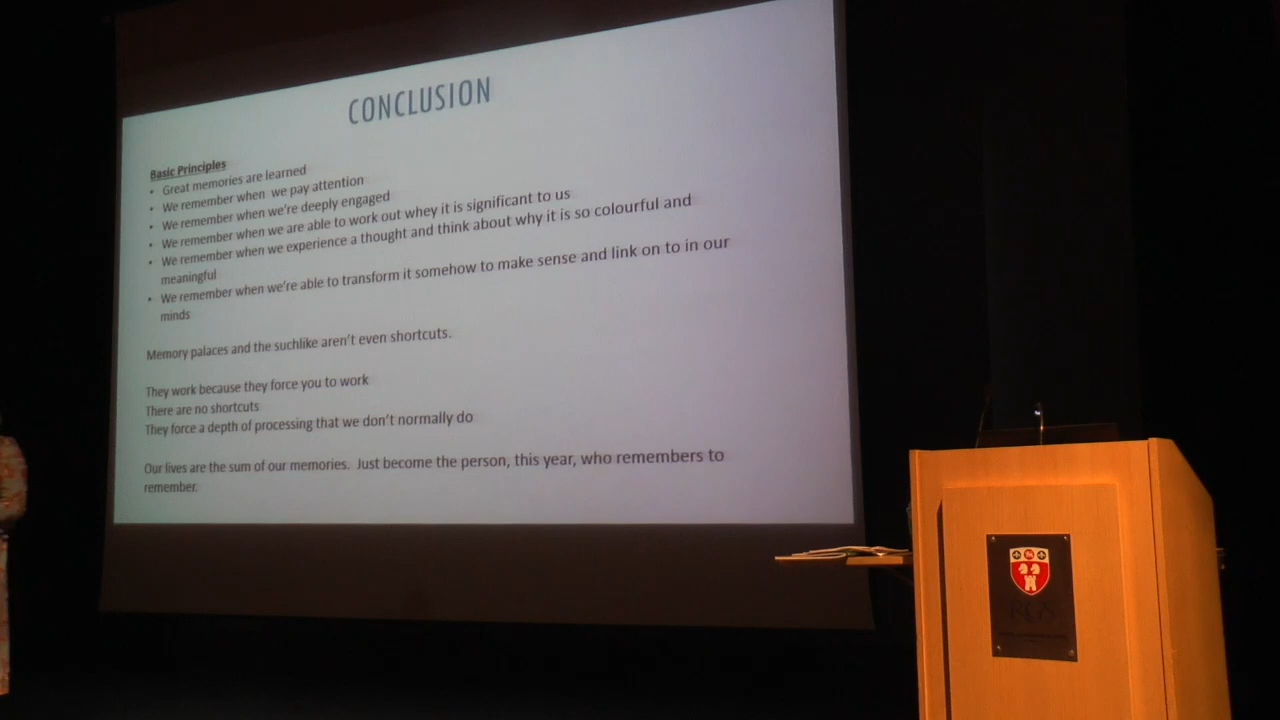 CONCLUSION
Basic Principles
• Great memories are learned
• We remember when we pay attention
• We remember when we're deeply engaged
• We remember when we are able to work out whey it is significant to us
• We remember when we experience a thought and think about why it is so colourful and
meaningful
• We remember when we're able to transform it somehow to make sense and link on to in our
minds
Memory palaces and the suchlike aren't even shortcuts.
They work because they force you to work
There are no shortcuts
They force a depth of processing that we don't normally do
Our lives are the sum of our memories. Just become the person, this year, who remembers to
remember.
RGS